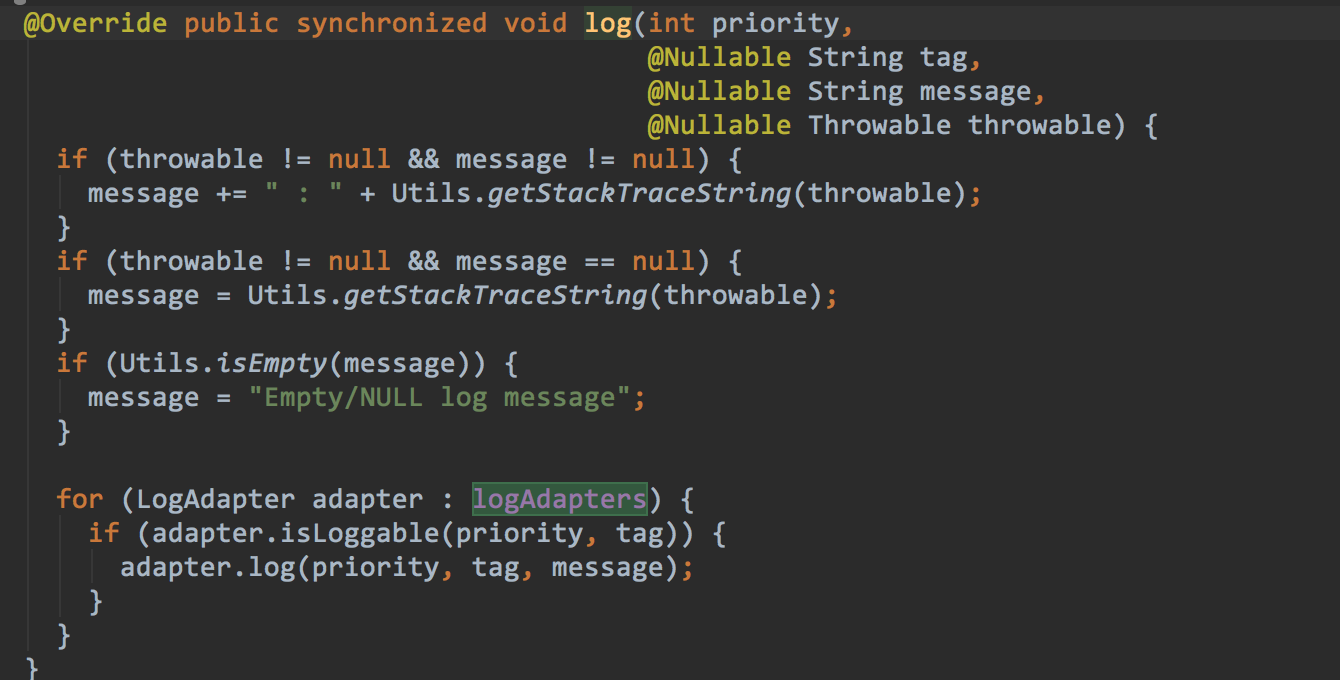 @Override public synchronized void log(int priority,
                                       @Nullable String tag,
                                       @Nullable String message,
                                       @Nullable Throwable throwable) {
  if (throwable != null && message != null) {
    message += " : " + Utils.getStackTraceString(throwable);
  }
  if (throwable != null && message == null) {
    message = Utils.getStackTraceString(throwable);
  }
  if (Utils.isEmpty(message)) {
    message = "Empty/NULL log message";
  }

  for (LogAdapter adapter : logAdapters) {
    if (adapter.isLoggable(priority, tag)) {
      adapter.log(priority, tag, message);
    }
  }
}